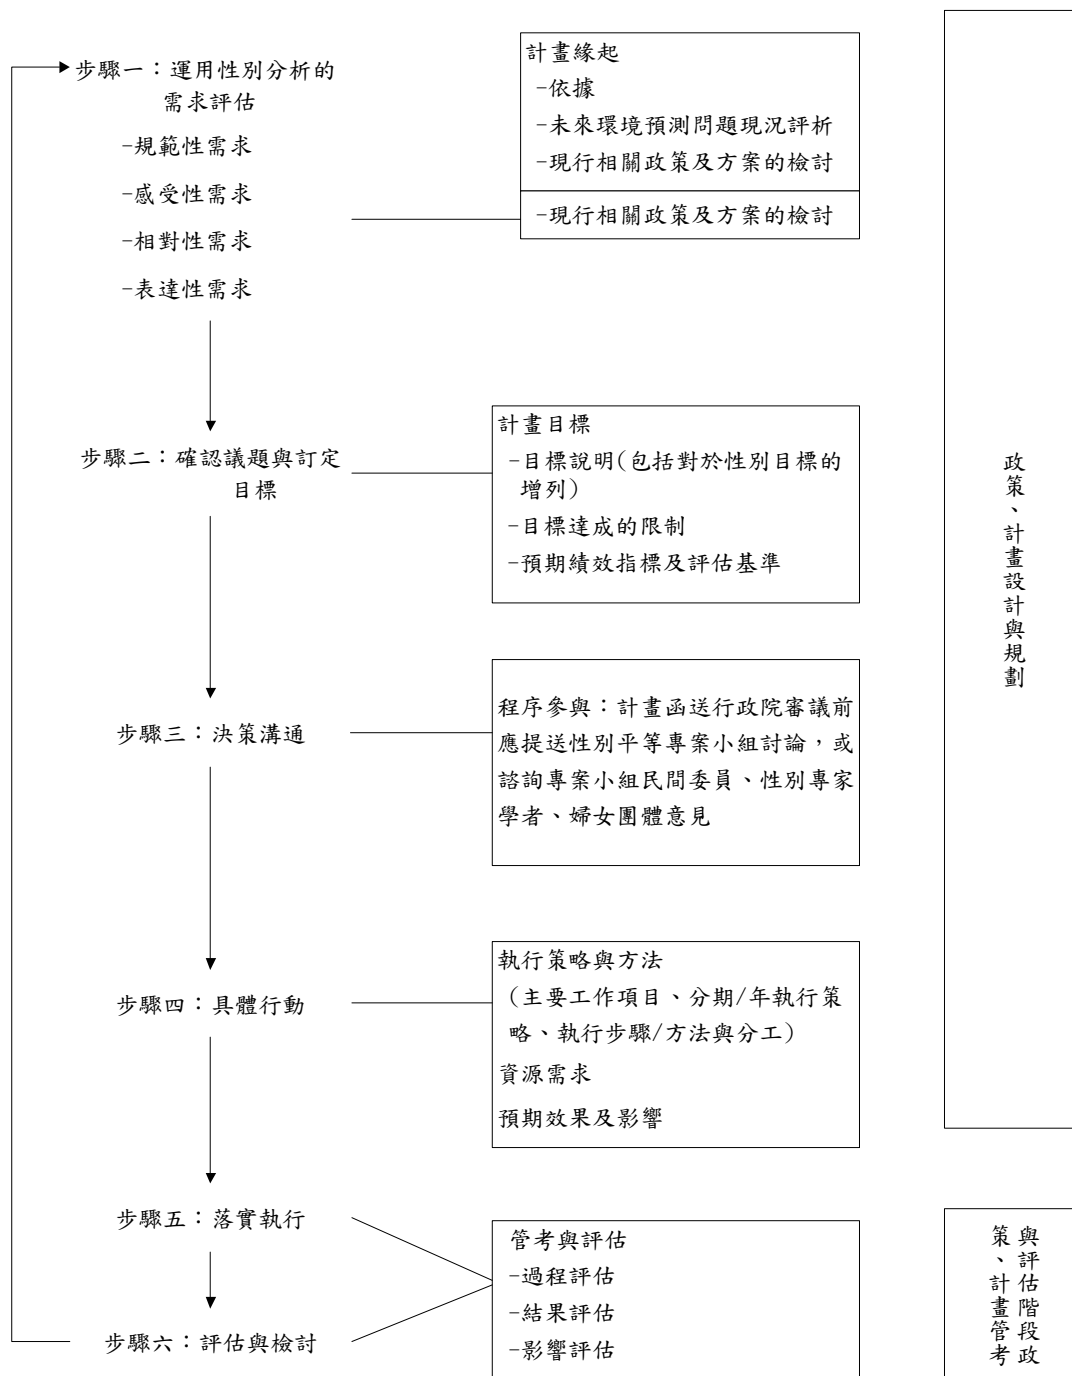 步驟一：運用性別分析的
需求評估
-規範性需求
-感受性需求
-相對性需求
-表達性需求
計畫緣起
-依據
-未來環境預測問題現況評析
-現行相關政策及方案的檢討
-現行相關政策及方案的檢討
步驟二：確認議題與訂定
目標
計畫目標
-目標說明(包括對於性別目標的
增列)
-目標達成的限制
-預期績效指標及評估基準
步驟三：決策溝通
程序參與：計畫函送行政院審議前
應提送性別平等專案小組討論，或
諮詢專案小組民間委員、性別專家
學者、婦女團體意見
步驟四：具體行動
執行策略與方法
(主要工作項目、分期/年執行策
略、執行步驟/方法與分工)
資源需求
預期效果及影響
步驟五：落實執行
步驟六：評估與檢討
管考與評估
-過程評估
-結果評估
-影響評估
政策、計畫設計與規劃
與評估階段政
策、計畫管考